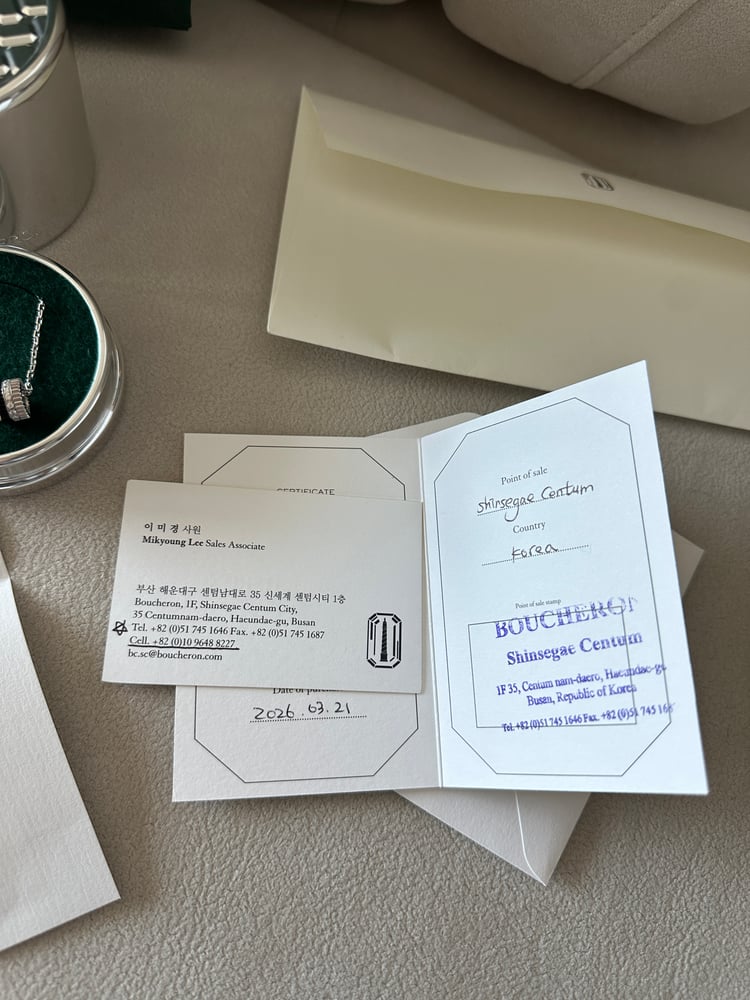 CERTIFICATE
이 미 경 사원
Mikyoung Lee Sales Associate
부산 해운대구 센텀남대로 35 신세계 센텀시티 1층
Boucheron, 1F, Shinsegae Centum City,
35 Centumnam-daero, Haeundae-gu, Busan
Tel. +82 (0)51 745 1646 Fax. +82 (0)51 745 1687
Cell. +82 (0)10 9648 8227
bc.sc@boucheron.com
Date of purchase
2026.03.21
Point of sale
shinsegae Centum
Country
Korea
Point of sale stamp
BOUCHERON
Shinsegae Centum
1F 35, Centum nam-daero, Haeundae-gu
Busan, Republic of Korea
Tel. +82 (0)51 745 1646 Fax. +82 (0)51 745 168